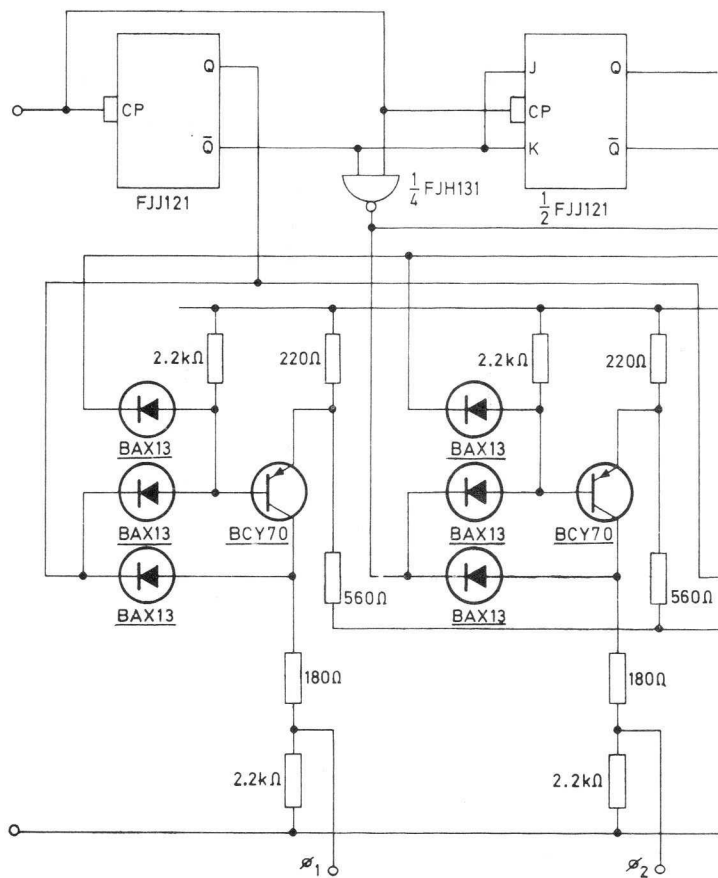 Q
J
Q
CP
CP
Q̅
K
Q̅
FJJ121
1/4 FJH131
1/2 FJJ121
2.2kΩ
220Ω
2.2kΩ
220Ω
BAX13
BAX13
BAX13
BCY70
BAX13
BCY70
BAX13
560Ω
BAX13
560Ω
180Ω
180Ω
2.2kΩ
2.2kΩ
ø1
ø2